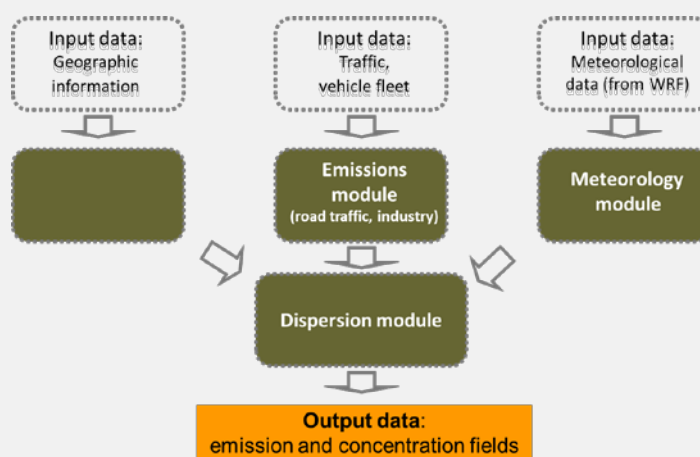 Input data:
Geographic
information
Input data:
Traffic,
vehicle fleet
Input data:
Meteorological
data (from WRF)
Emissions
module
(road traffic, industry)
Meteorology
module
Dispersion module
Output data:
emission and concentration fields